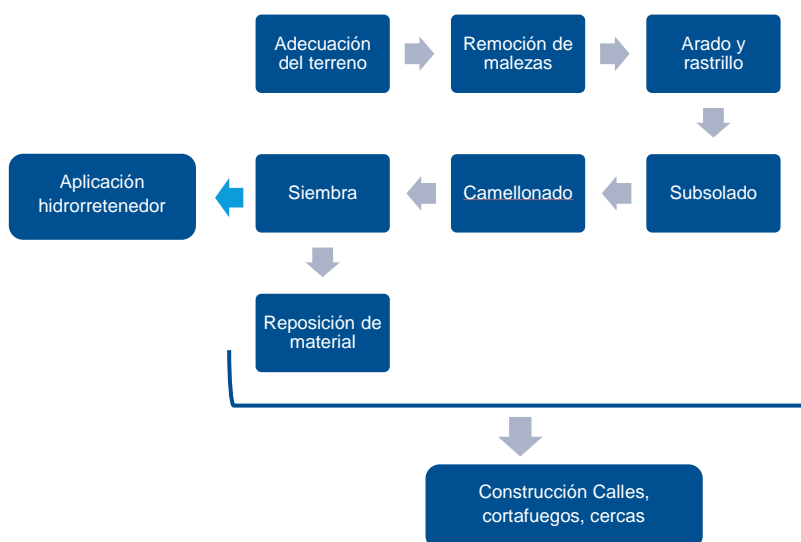 Adecuación
del terreno
Remoción de
malezas
Arado y
rastrillo
Aplicación
hidrorretenedor
Siembra
Camellonado
Subsolado
Reposición de
material
Construcción Calles,
cortafuegos, cercas